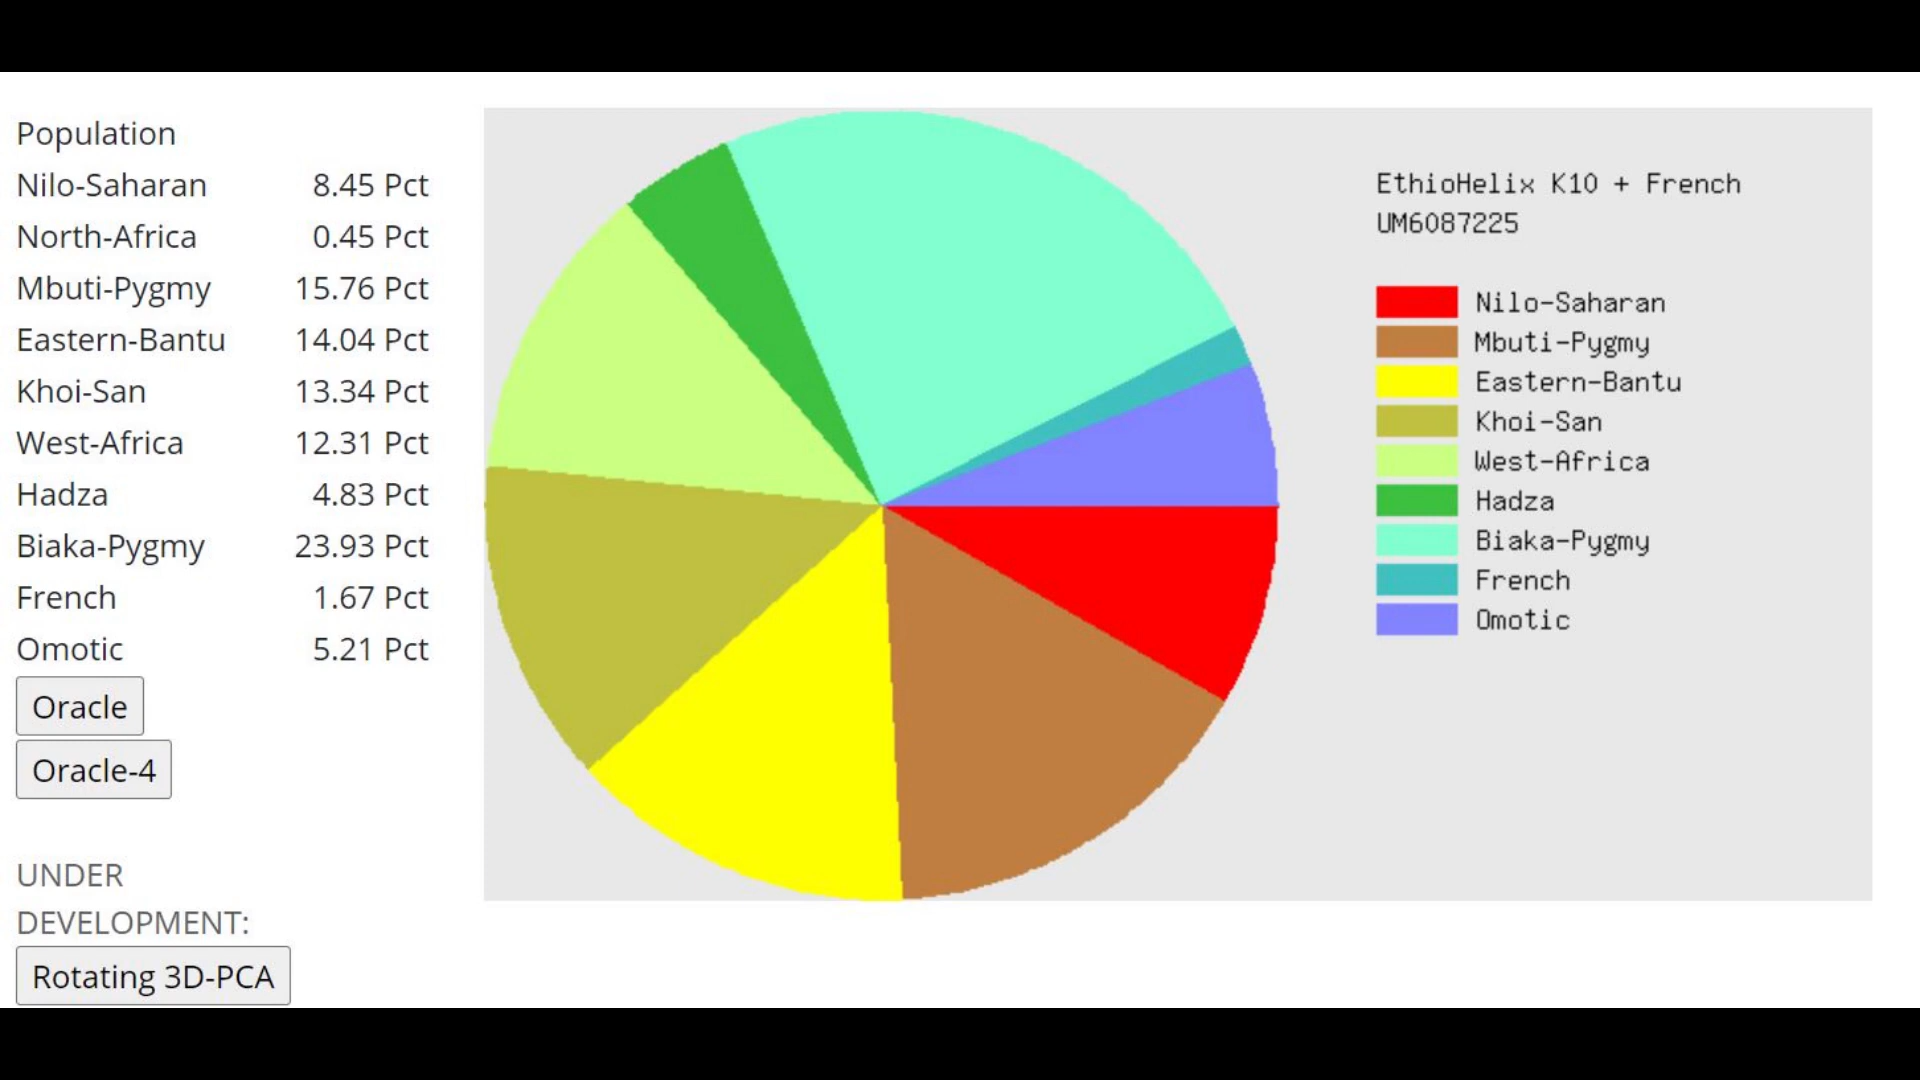 Population
Nilo-Saharan 8.45 Pct
North-Africa 0.45 Pct
Mbuti-Pygmy 15.76 Pct
Eastern-Bantu 14.04 Pct
Khoi-San 13.34 Pct
West-Africa 12.31 Pct
Hadza 4.83 Pct
Biaka-Pygmy 23.93 Pct
French 1.67 Pct
Omotic 5.21 Pct
Oracle
Oracle-4
UNDER
DEVELOPMENT:
Rotating 3D-PCA
EthioHelix K10 + French
UM6087225
Nilo-Saharan
Mbuti-Pygmy
Eastern-Bantu
Khoi-San
West-Africa
Hadza
Biaka-Pygmy
French
Omotic